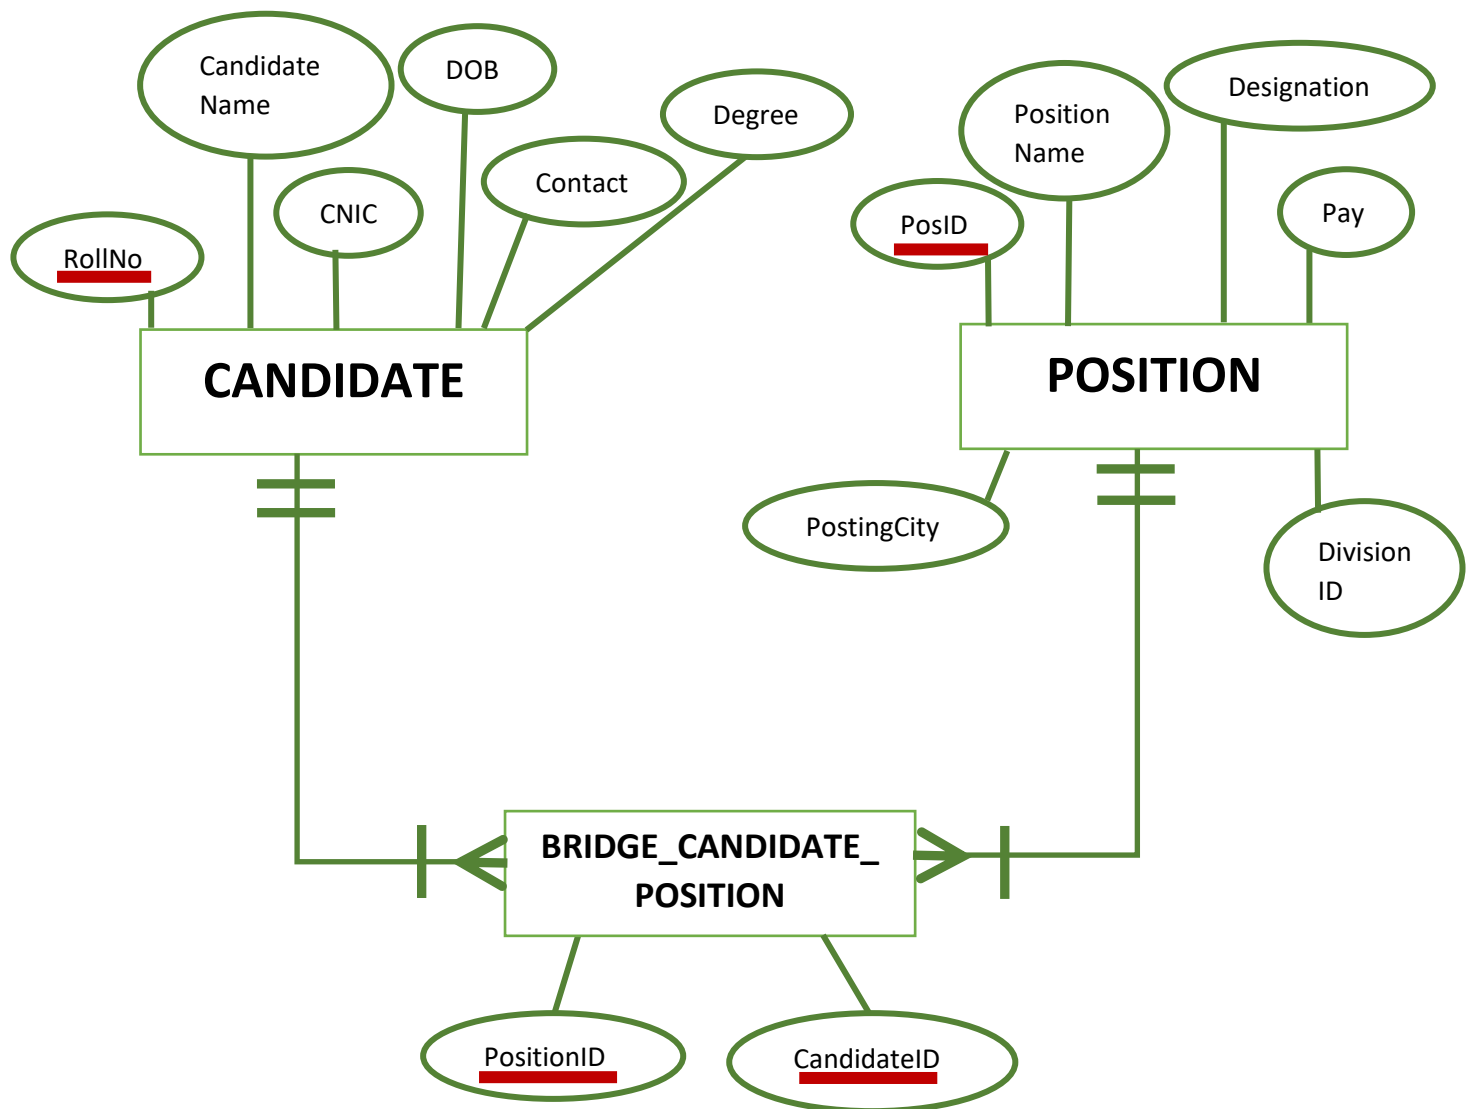 Candidate
Name
DOB
Degree
Contact
CNIC
RollNo
CANDIDATE
Designation
Position
Name
Pay
PosID
POSITION
PostingCity
Division
ID
BRIDGE_CANDIDATE_
POSITION
PositionID
CandidateID